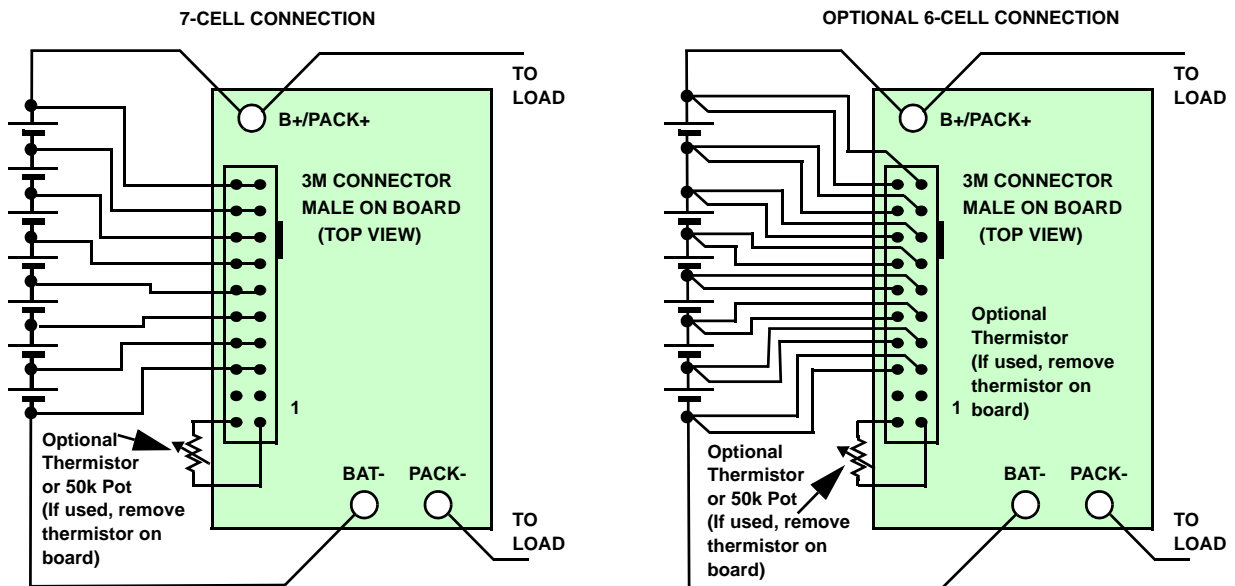 7-CELL CONNECTION
TO
LOAD
B+/PACK+
3M CONNECTOR
MALE ON BOARD
(TOP VIEW)
1
Optional
Thermistor
or 50k Pot
(If used, remove
thermistor on
board)
BAT-
PACK-
TO
LOAD
OPTIONAL 6-CELL CONNECTION
TO
LOAD
B+/PACK+
3M CONNECTOR
MALE ON BOARD
(TOP VIEW)
Optional
Thermistor
(If used, remove
thermistor on
board)
1
Optional
Thermistor
or 50k Pot
(If used, remove
thermistor on
board)
BAT-
PACK-
TO
LOAD